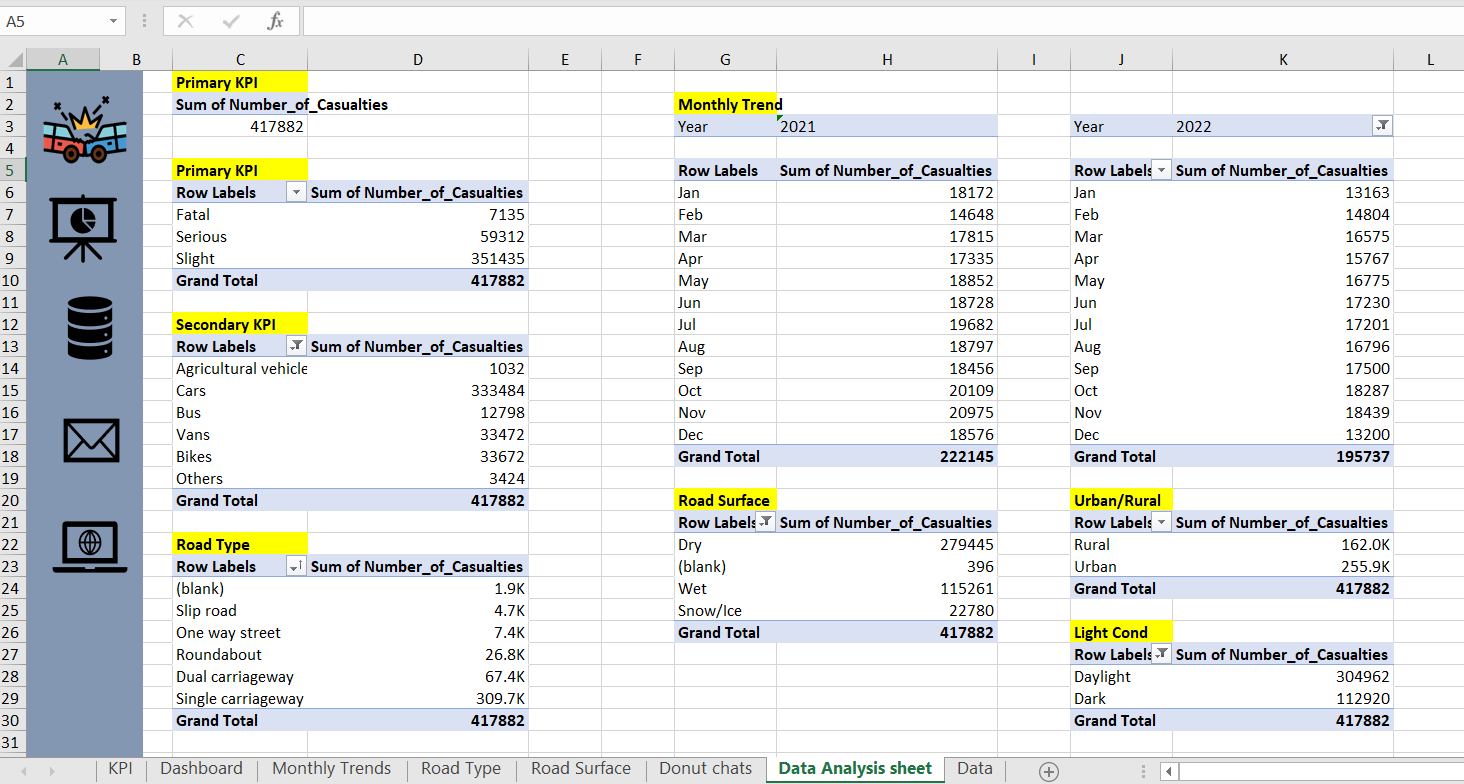 A5 fx
A B C D E F G H I J K L
1 Primary KPI
2 Sum of Number_of_Casualties Monthly Trend
3 417882 Year 2021 Year 2022
4
5 Primary KPI Row Labels Sum of Number_of_Casualties Row Labels Sum of Number_of_Casualties
6 Row Labels Sum of Number_of_Casualties Jan 18172 Jan 13163
7 Fatal 7135 Feb 14648 Feb 14804
8 Serious 59312 Mar 17815 Mar 16575
9 Slight 351435 Apr 17335 Apr 15767
10 Grand Total 417882 May 18852 May 16775
11 Jun 18728 Jun 17230
12 Secondary KPI Jul 19682 Jul 17201
13 Row Labels Sum of Number_of_Casualties Aug 18797 Aug 16796
14 Agricultural vehicle 1032 Sep 18456 Sep 17500
15 Cars 333484 Oct 20109 Oct 18287
16 Bus 12798 Nov 20975 Nov 18439
17 Vans 33472 Dec 18576 Dec 13200
18 Bikes 33672 Grand Total 222145 Grand Total 195737
19 Others 3424
20 Grand Total 417882 Road Surface Urban/Rural
21 Row Labels Sum of Number_of_Casualties Row Labels Sum of Number_of_Casualties
22 Road Type Dry 279445 Rural 162.0K
23 Row Labels Sum of Number_of_Casualties (blank) 396 Urban 255.9K
24 (blank) 1.9K Wet 115261 Grand Total 417882
25 Slip road 4.7K Snow/Ice 22780
26 One way street 7.4K Grand Total 417882 Light Cond
27 Roundabout 26.8K Row Labels Sum of Number_of_Casualties
28 Dual carriageway 67.4K Daylight 304962
29 Single carriageway 309.7K Dark 112920
30 Grand Total 417882 Grand Total 417882
31
KPI Dashboard Monthly Trends Road Type Road Surface Donut chats Data Analysis sheet Data